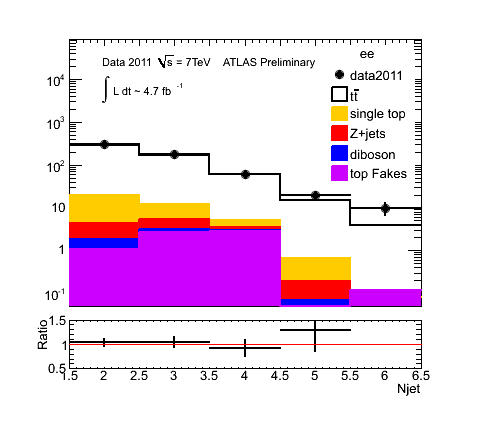 Data 2011 √s = 7TeV ATLAS Preliminary
∫ L dt ~ 4.7 fb⁻¹
ee
data2011
tt̄
single top
Z+jets
diboson
top Fakes
10⁴
10³
10²
10
1
10⁻¹
Ratio
1.5
1
0.5
1.5 2 2.5 3 3.5 4 4.5 5 5.5 6 6.5
Njet